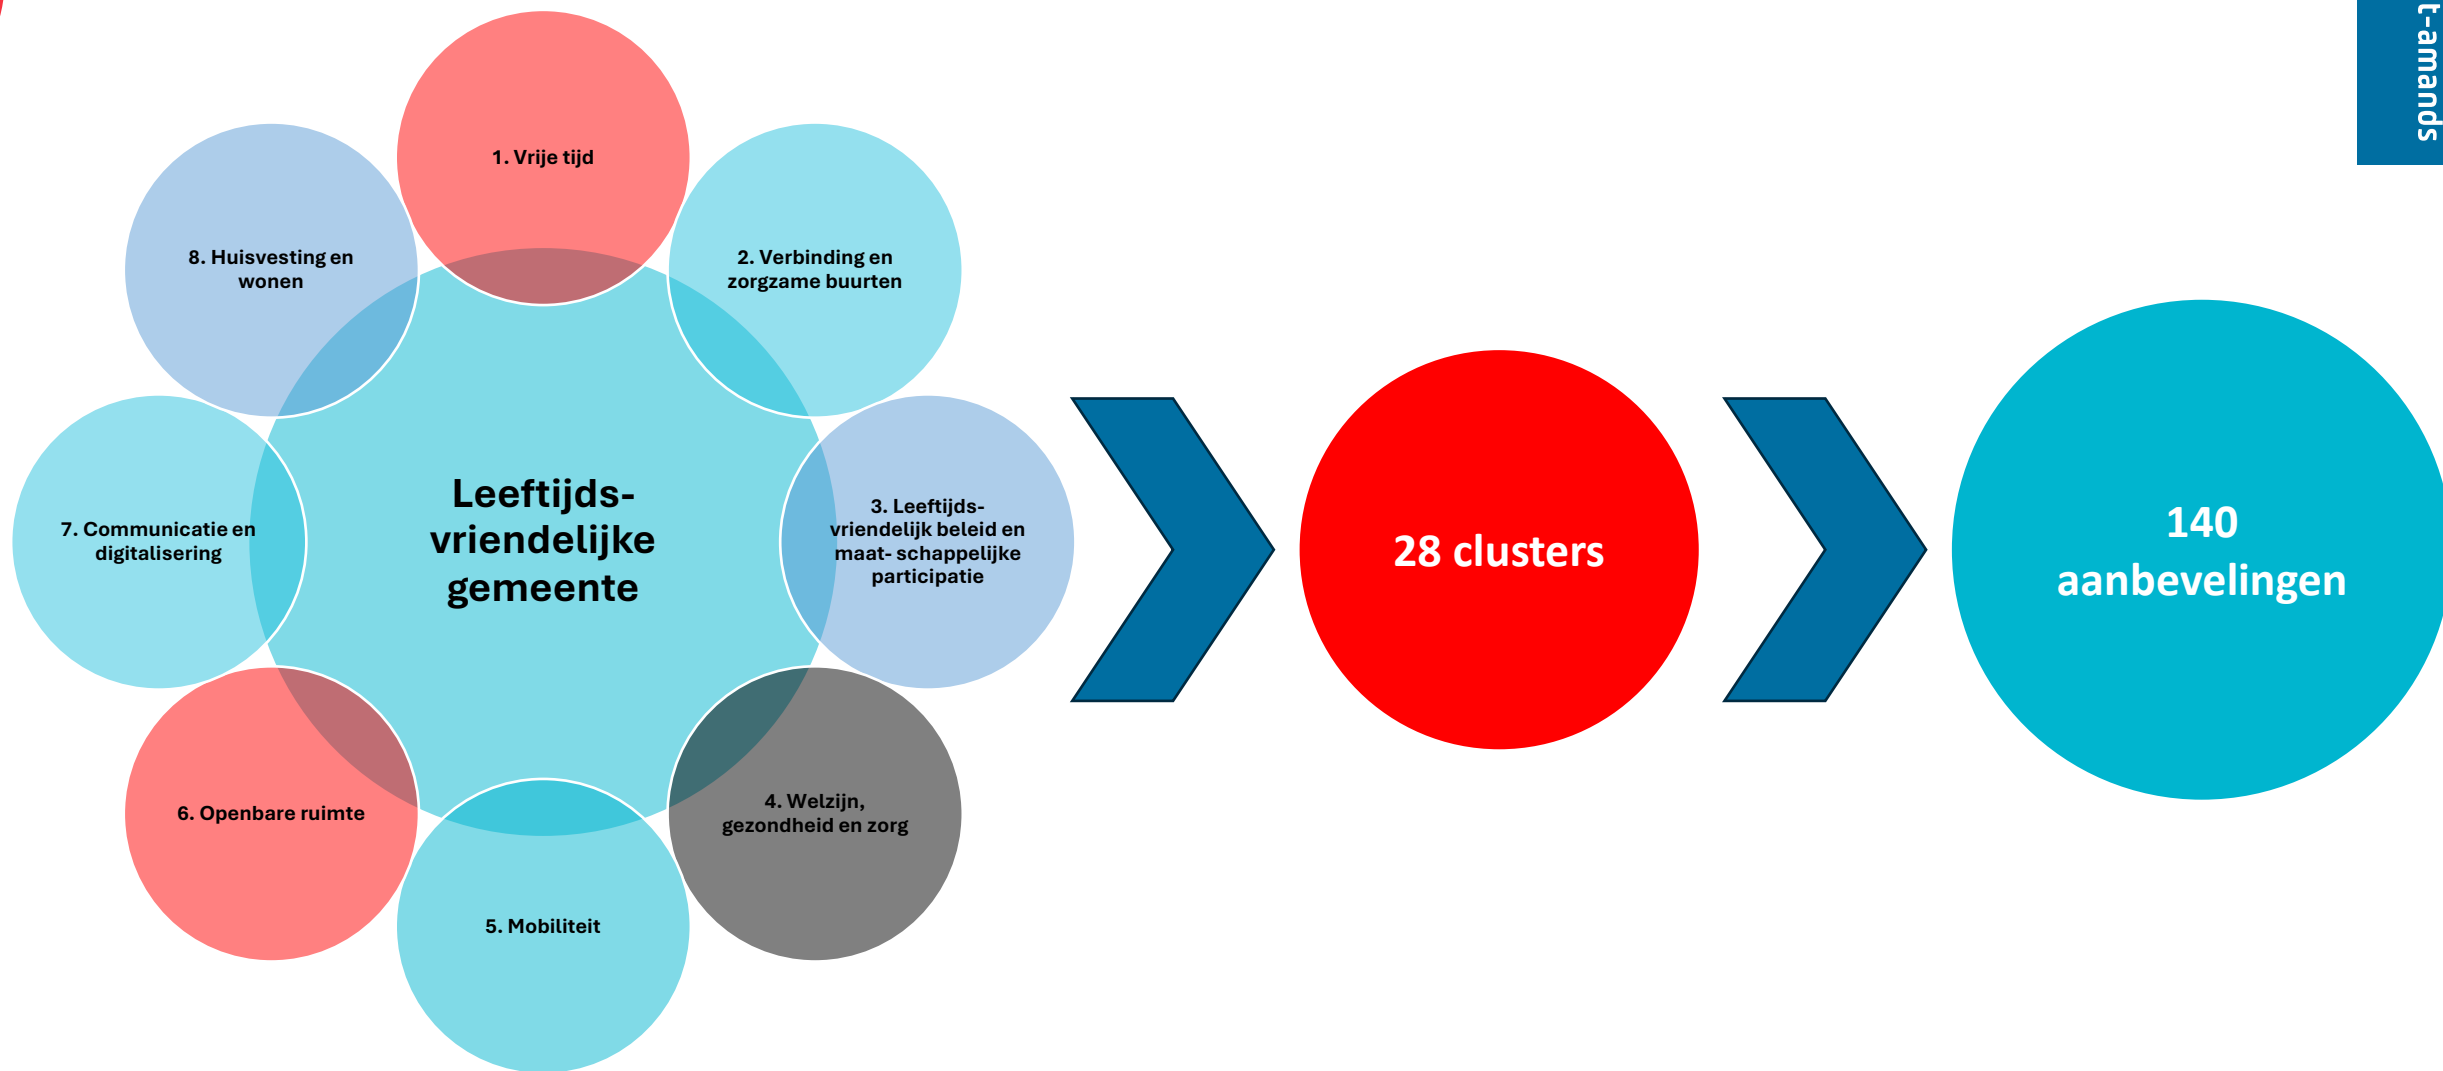 t-amands
1. Vrije tijd
2. Verbinding en
zorgzame buurten
3. Leeftijds-
vriendelijk beleid en
maat- schappelijke
participatie
4. Welzijn,
gezondheid en zorg
5. Mobiliteit
6. Openbare ruimte
7. Communicatie en
digitalisering
8. Huisvesting en
wonen
Leeftijds-
vriendelijke
gemeente
28 clusters
140
aanbevelingen